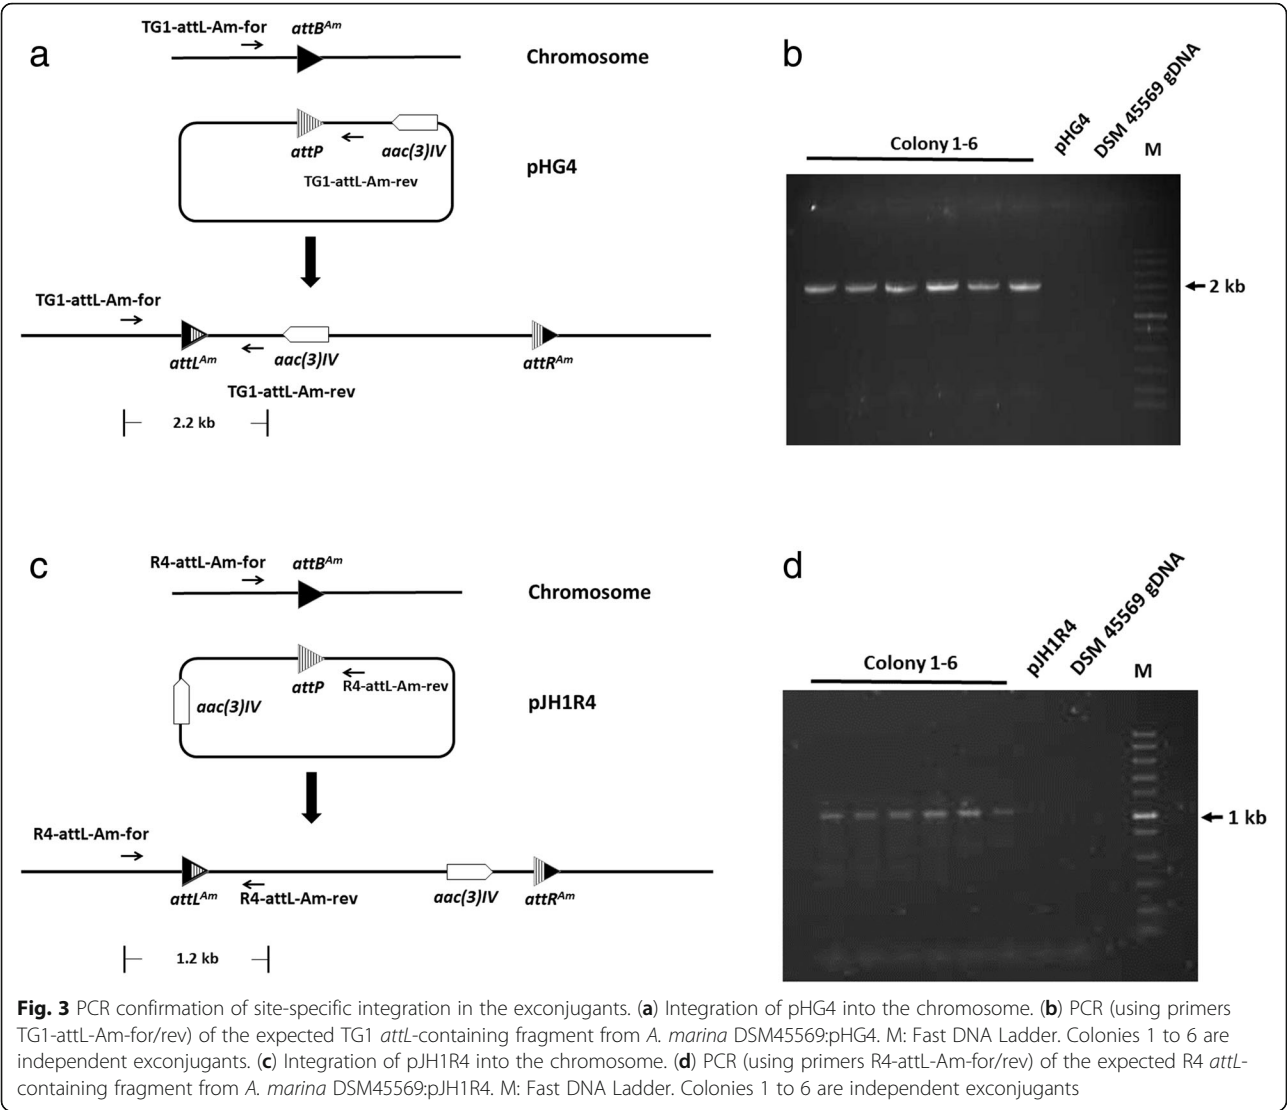 a
TG1-attL-Am-for
attB^Am
Chromosome
attP
aac(3)IV
TG1-attL-Am-rev
pHG4
TG1-attL-Am-for
attL^Am
aac(3)IV
attR^Am
TG1-attL-Am-rev
2.2 kb
b
Colony 1-6
pHG4
DSM 45569 gDNA
M
2 kb
c
R4-attL-Am-for
attB^Am
Chromosome
attP
R4-attL-Am-rev
aac(3)IV
pJH1R4
R4-attL-Am-for
attL^Am
R4-attL-Am-rev
aac(3)IV
attR^Am
1.2 kb
d
Colony 1-6
pJH1R4
DSM 45569 gDNA
M
1 kb
Fig. 3 PCR confirmation of site-specific integration in the exconjugants. (a) Integration of pHG4 into the chromosome. (b) PCR (using primers
TG1-attL-Am-for/rev) of the expected TG1 attL-containing fragment from A. marina DSM45569:pHG4. M: Fast DNA Ladder. Colonies 1 to 6 are
independent exconjugants. (c) Integration of pJH1R4 into the chromosome. (d) PCR (using primers R4-attL-Am-for/rev) of the expected R4 attL-
containing fragment from A. marina DSM45569:pJH1R4. M: Fast DNA Ladder. Colonies 1 to 6 are independent exconjugants